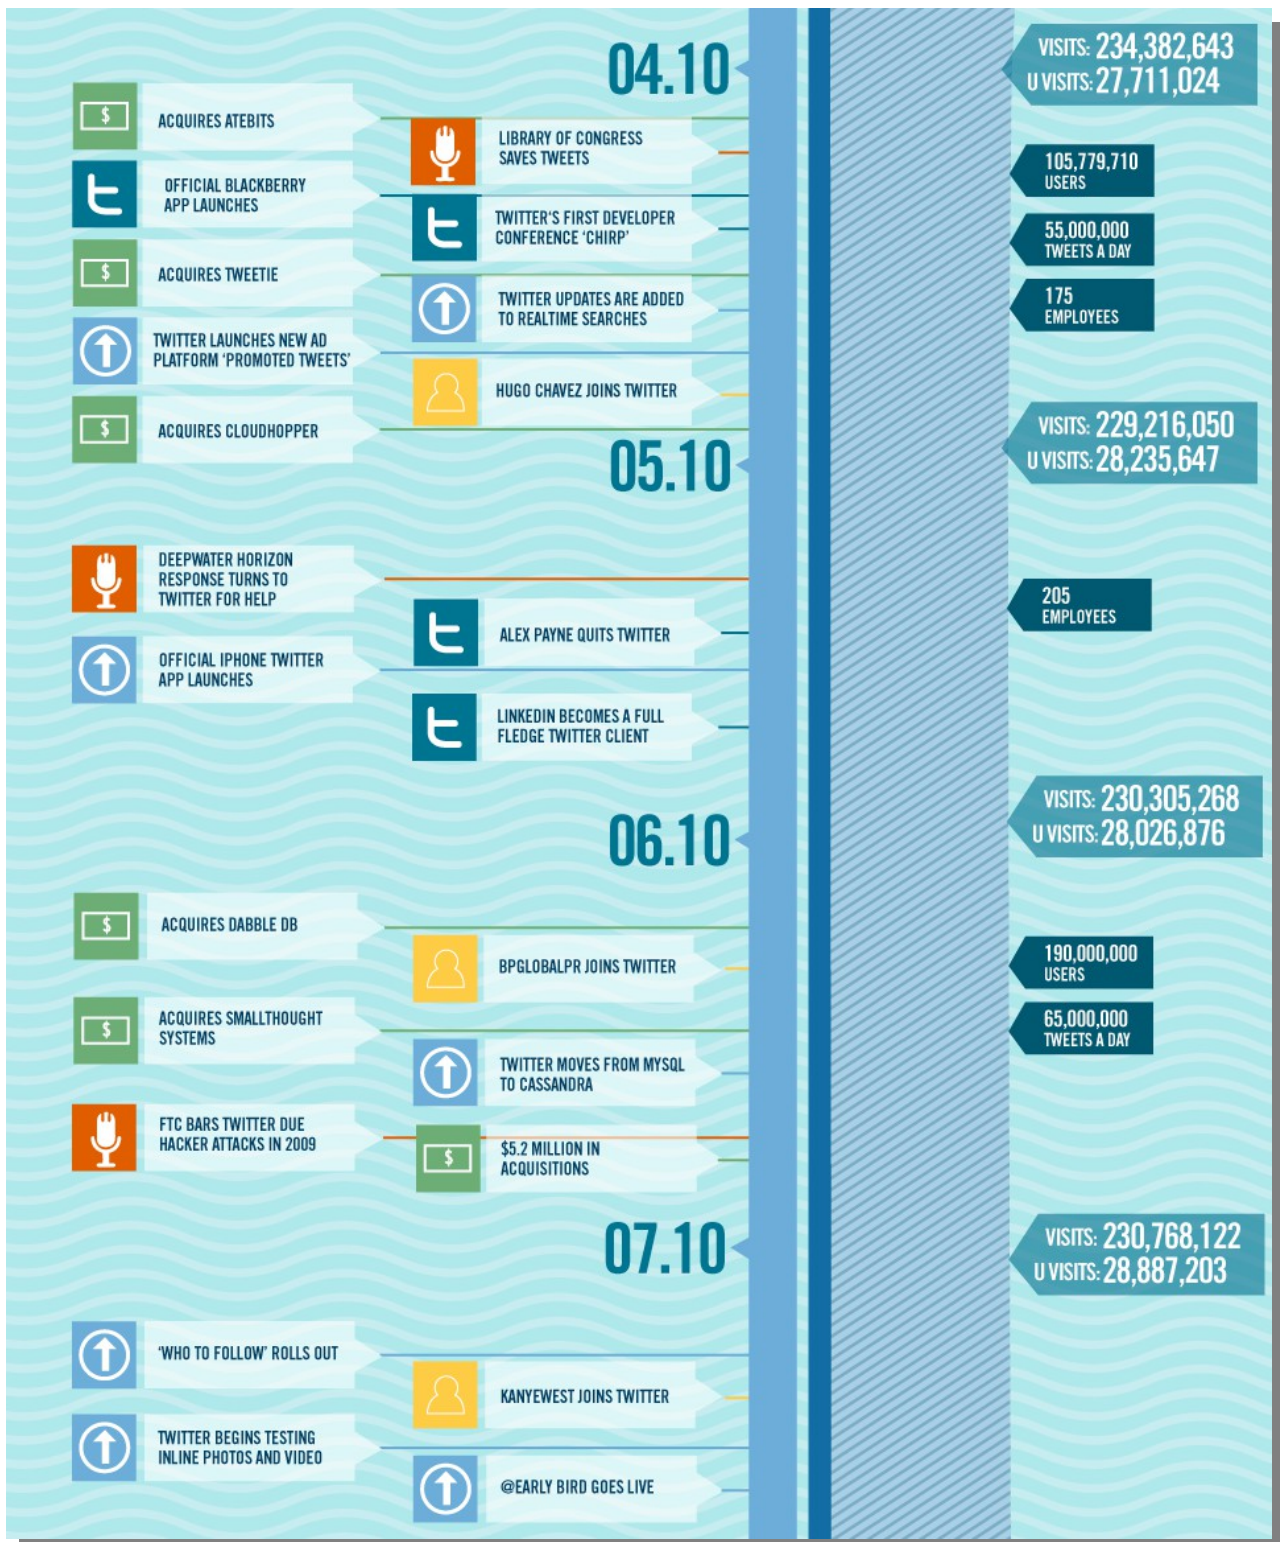 04.10
VISITS: 234,382,643
U VISITS: 27,711,024
$
ACQUIRES ATEBITS
LIBRARY OF CONGRESS
SAVES TWEETS
105,779,710
USERS
t
OFFICIAL BLACKBERRY
APP LAUNCHES
t
TWITTER'S FIRST DEVELOPER
CONFERENCE 'CHIRP'
55,000,000
TWEETS A DAY
$
ACQUIRES TWEETIE
TWITTER UPDATES ARE ADDED
TO REALTIME SEARCHES
175
EMPLOYEES
TWITTER LAUNCHES NEW AD
PLATFORM 'PROMOTED TWEETS'
HUGO CHAVEZ JOINS TWITTER
$
ACQUIRES CLOUDHOPPER
05.10
VISITS: 229,216,050
U VISITS: 28,235,647
DEEPWATER HORIZON
RESPONSE TURNS TO
TWITTER FOR HELP
t
ALEX PAYNE QUITS TWITTER
205
EMPLOYEES
OFFICIAL IPHONE TWITTER
APP LAUNCHES
t
LINKEDIN BECOMES A FULL
FLEDGE TWITTER CLIENT
06.10
VISITS: 230,305,268
U VISITS: 28,026,876
$
ACQUIRES DABBLE DB
BPGLOBALPR JOINS TWITTER
190,000,000
USERS
$
ACQUIRES SMALLTHOUGHT
SYSTEMS
65,000,000
TWEETS A DAY
TWITTER MOVES FROM MYSQL
TO CASSANDRA
FTC BARS TWITTER DUE
HACKER ATTACKS IN 2009
$
$5.2 MILLION IN
ACQUISITIONS
07.10
VISITS: 230,768,122
U VISITS: 28,887,203
'WHO TO FOLLOW' ROLLS OUT
KANYEWEST JOINS TWITTER
TWITTER BEGINS TESTING
INLINE PHOTOS AND VIDEO
@EARLY BIRD GOES LIVE